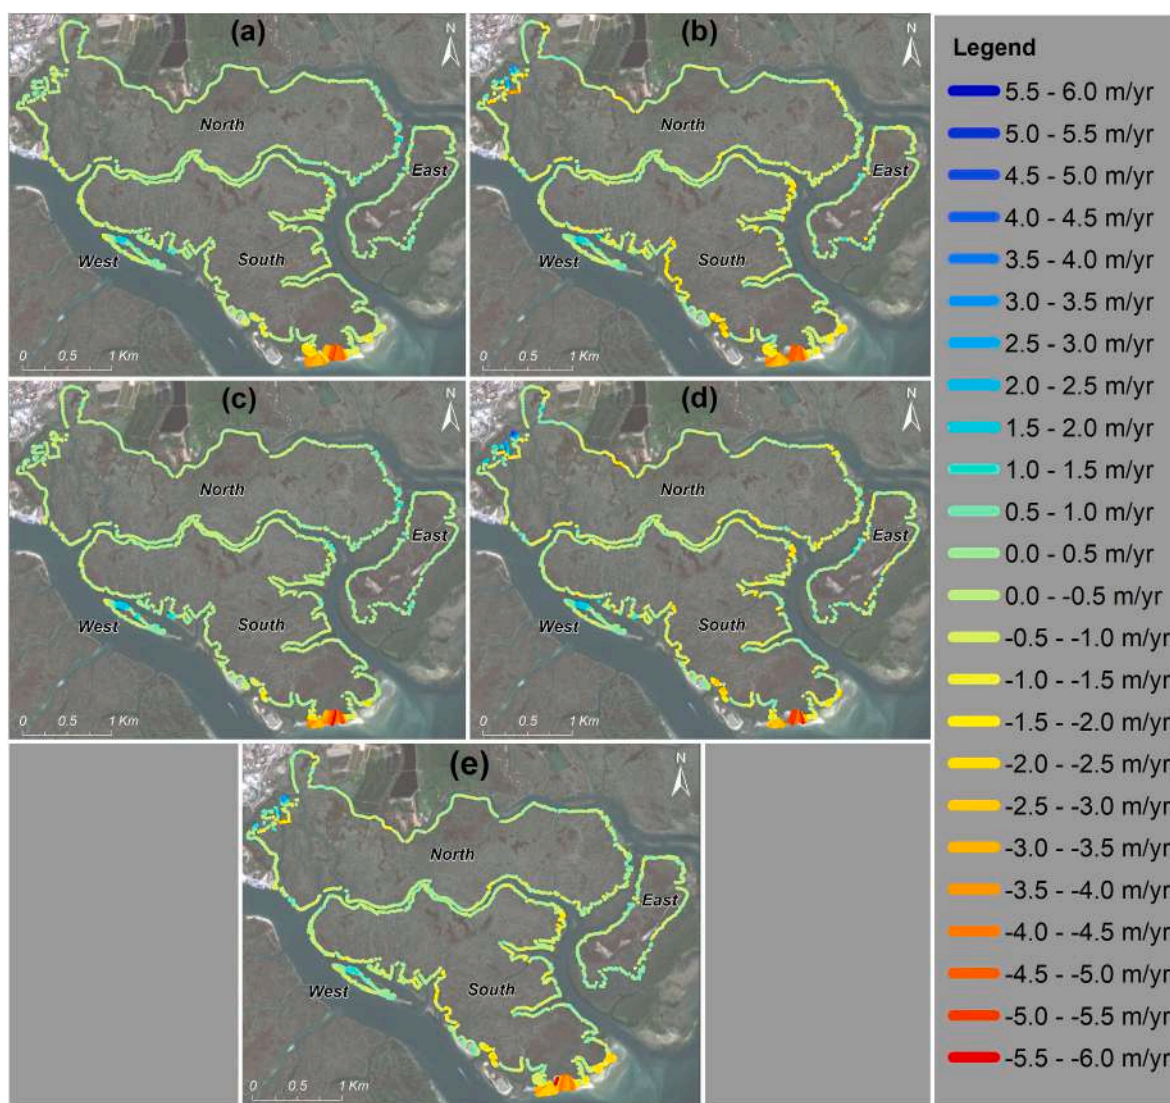 (a)
N
North
East
West
South
0 0.5 1 Km
(b)
N
North
East
West
South
0 0.5 1 Km
(c)
N
North
East
West
South
0 0.5 1 Km
(d)
N
North
East
West
South
0 0.5 1 Km
(e)
N
North
East
West
South
0 0.5 1 Km
Legend
5.5 - 6.0 m/yr
5.0 - 5.5 m/yr
4.5 - 5.0 m/yr
4.0 - 4.5 m/yr
3.5 - 4.0 m/yr
3.0 - 3.5 m/yr
2.5 - 3.0 m/yr
2.0 - 2.5 m/yr
1.5 - 2.0 m/yr
1.0 - 1.5 m/yr
0.5 - 1.0 m/yr
0.0 - 0.5 m/yr
0.0 - -0.5 m/yr
-0.5 - -1.0 m/yr
-1.0 - -1.5 m/yr
-1.5 - -2.0 m/yr
-2.0 - -2.5 m/yr
-2.5 - -3.0 m/yr
-3.0 - -3.5 m/yr
-3.5 - -4.0 m/yr
-4.0 - -4.5 m/yr
-4.5 - -5.0 m/yr
-5.0 - -5.5 m/yr
-5.5 - -6.0 m/yr